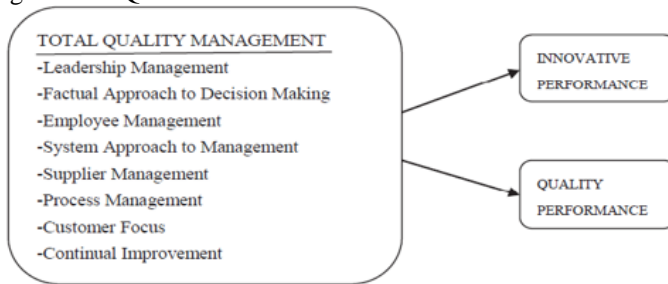 TOTAL QUALITY MANAGEMENT
-Leadership Management
-Factual Approach to Decision Making
-Employee Management
-System Approach to Management
-Supplier Management
-Process Management
-Customer Focus
-Continual Improvement
INNOVATIVE
PERFORMANCE
QUALITY
PERFORMANCE